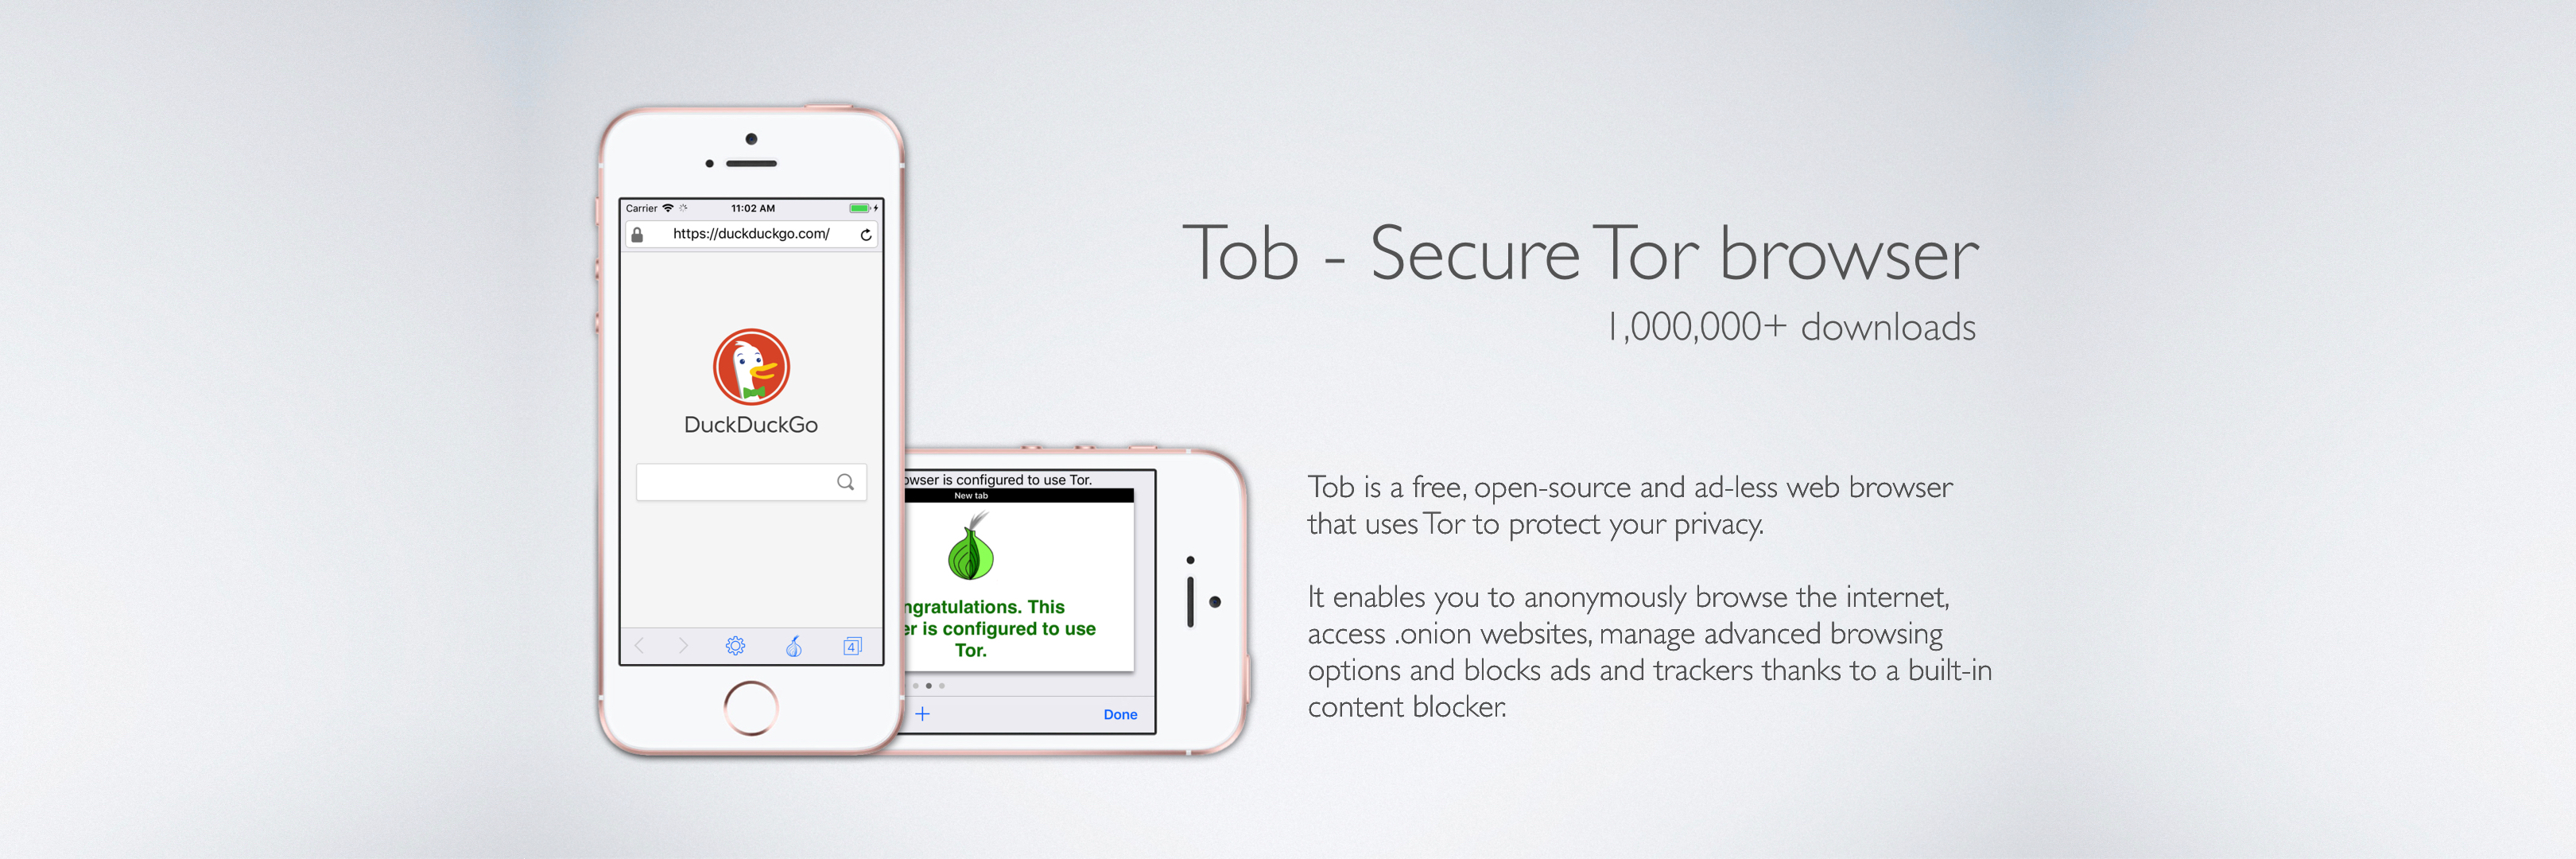 Carrier
11:02 AM
https://duckduckgo.com/
DuckDuckGo
4
is configured to use Tor.
New tab
This
is configured to use
Tor.
Done
Tob - Secure Tor browser
1,000,000+ downloads
Tob is a free, open-source and ad-less web browser
that uses Tor to protect your privacy.
It enables you to anonymously browse the internet,
access .onion websites, manage advanced browsing
options and blocks ads and trackers thanks to a built-in
content blocker.